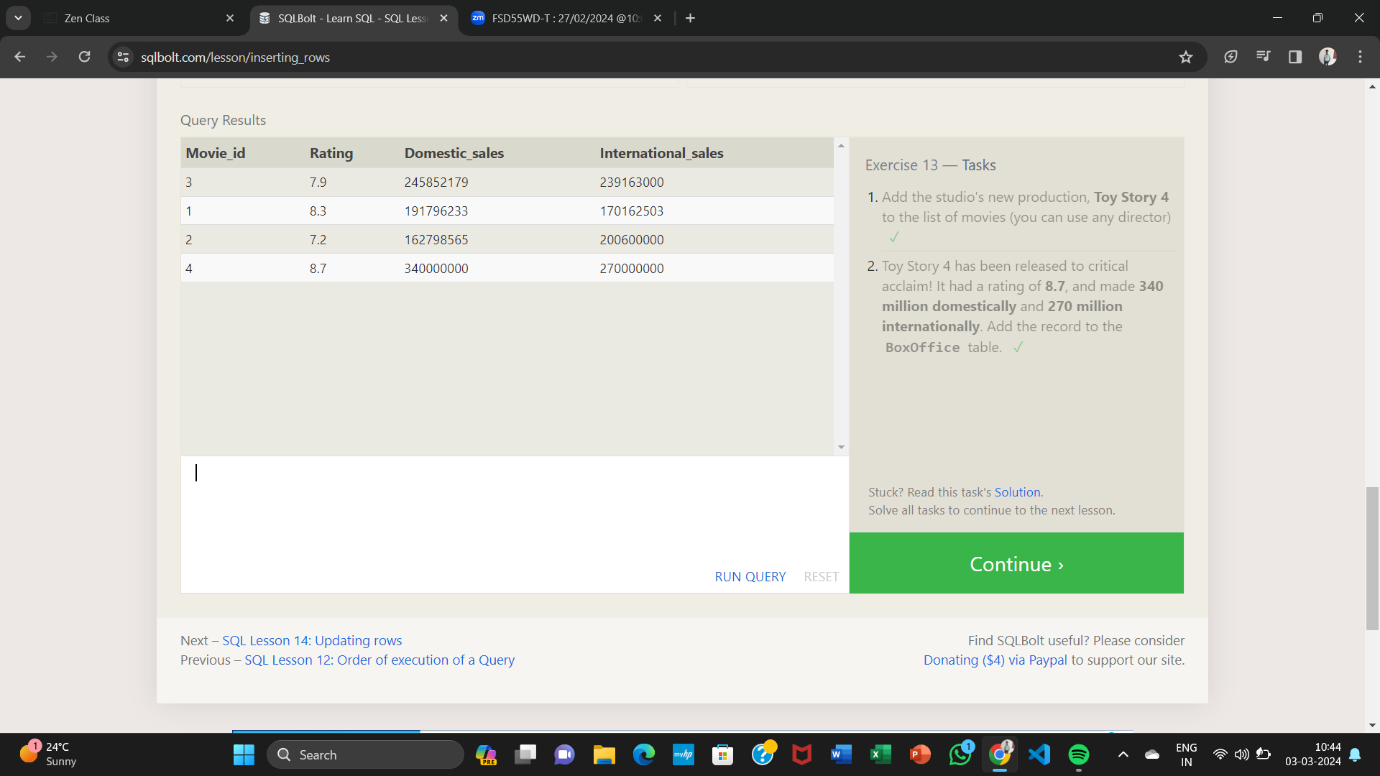 Zen Class
SQLBolt - Learn SQL - SQL Less
zm FSD55WD-T : 27/02/2024 @10:
sqlbolt.com/lesson/inserting_rows
Query Results
Movie_id Rating Domestic_sales International_sales
3 7.9 245852179 239163000
1 8.3 191796233 170162503
2 7.2 162798565 200600000
4 8.7 340000000 270000000
Exercise 13 — Tasks
1. Add the studio's new production, Toy Story 4
to the list of movies (you can use any director)
✓
2. Toy Story 4 has been released to critical
acclaim! It had a rating of 8.7, and made 340
million domestically and 270 million
internationally. Add the record to the
BoxOffice table. ✓
Stuck? Read this task's Solution.
Solve all tasks to continue to the next lesson.
RUN QUERY RESET
Continue ›
Next – SQL Lesson 14: Updating rows
Previous – SQL Lesson 12: Order of execution of a Query
Find SQLBolt useful? Please consider
Donating ($4) via Paypal to support our site.
1
24°C
Sunny
Search
PRE
myhp
W
X
P
1
ENG
IN
10:44
03-03-2024